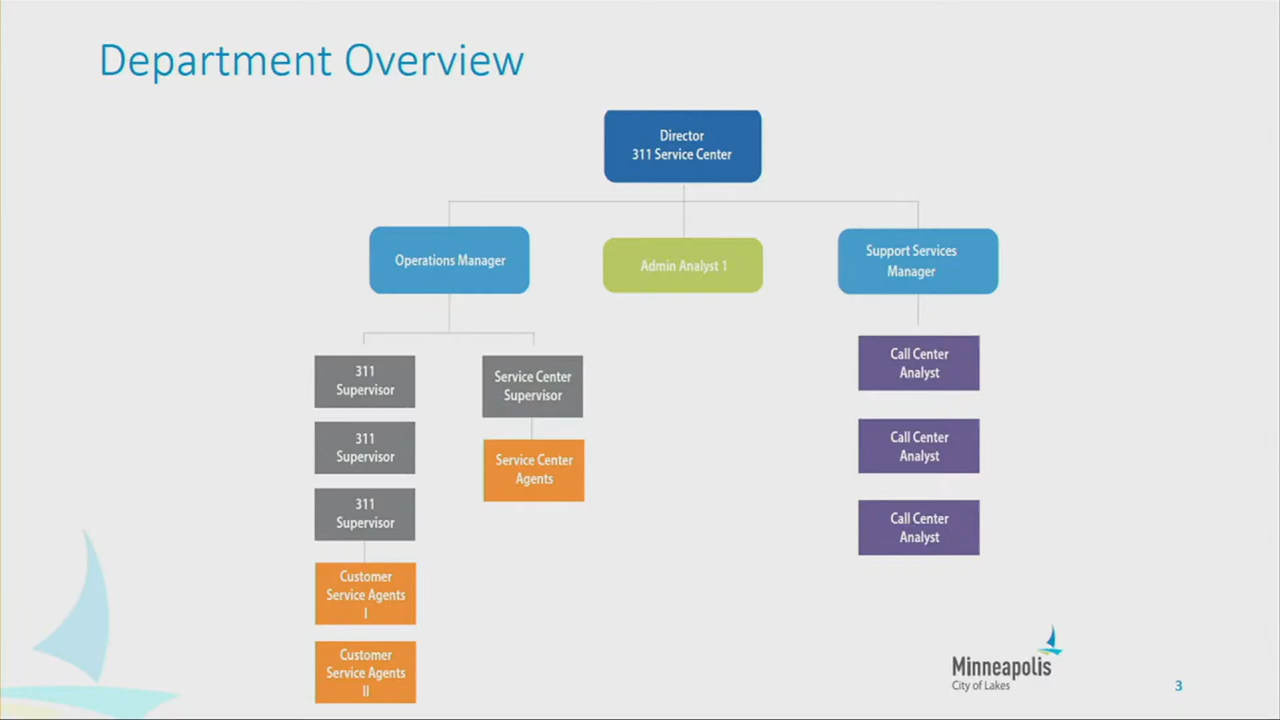 Department Overview
Director
311 Service Center
Operations Manager
Admin Analyst 1
Support Services
Manager
311
Supervisor
311
Supervisor
311
Supervisor
Customer
Service Agents
I
Customer
Service Agents
II
Service Center
Supervisor
Service Center
Agents
Call Center
Analyst
Call Center
Analyst
Call Center
Analyst
Minneapolis
City of Lakes
3